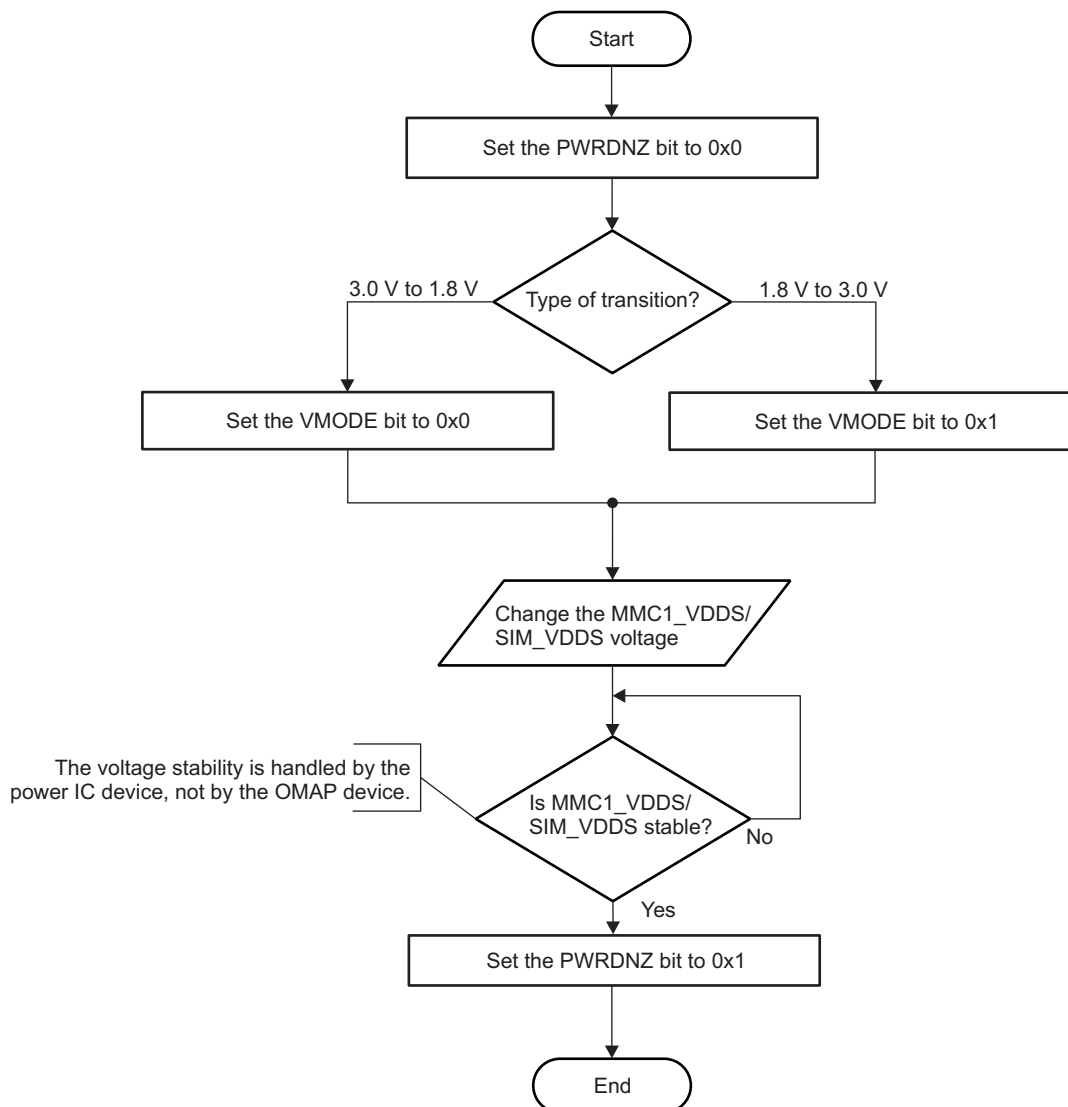 Start
Set the PWRDNZ bit to 0x0
Type of transition?
3.0 V to 1.8 V
1.8 V to 3.0 V
Set the VMODE bit to 0x0
Set the VMODE bit to 0x1
Change the MMC1_VDDS/
SIM_VDDS voltage
The voltage stability is handled by the
power IC device, not by the OMAP device.
Is MMC1_VDDS/
SIM_VDDS stable?
No
Yes
Set the PWRDNZ bit to 0x1
End